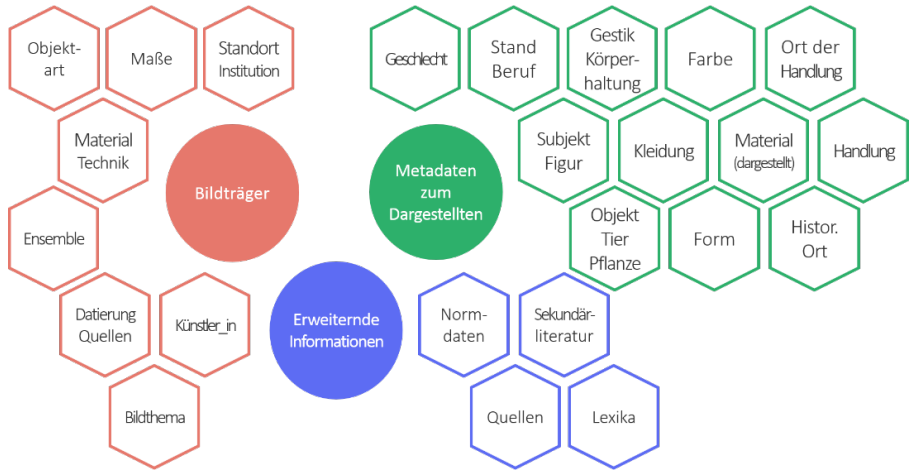 Objekt-
art
Maße
Standort
Institution
Material
Technik
Bildträger
Ensemble
Datierung
Quellen
Künstler_in
Bildthema
Geschlecht
Stand
Beruf
Gestik
Körper-
haltung
Farbe
Ort der
Handlung
Metadaten
zum
Dargestellten
Subjekt
Figur
Kleidung
Material
(dargestellt)
Handlung
Objekt
Tier
Pflanze
Form
Histor.
Ort
Erweiternde
Informationen
Norm-
daten
Sekundär-
literatur
Quellen
Lexika